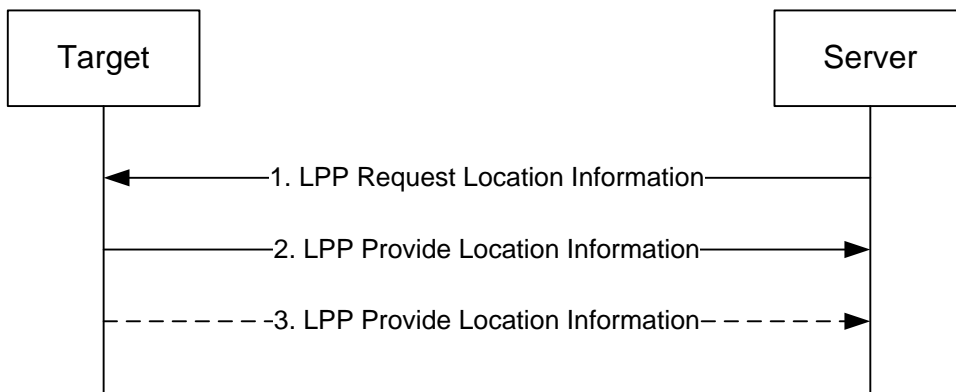 Target
Server
1. LPP Request Location Information
2. LPP Provide Location Information
3. LPP Provide Location Information